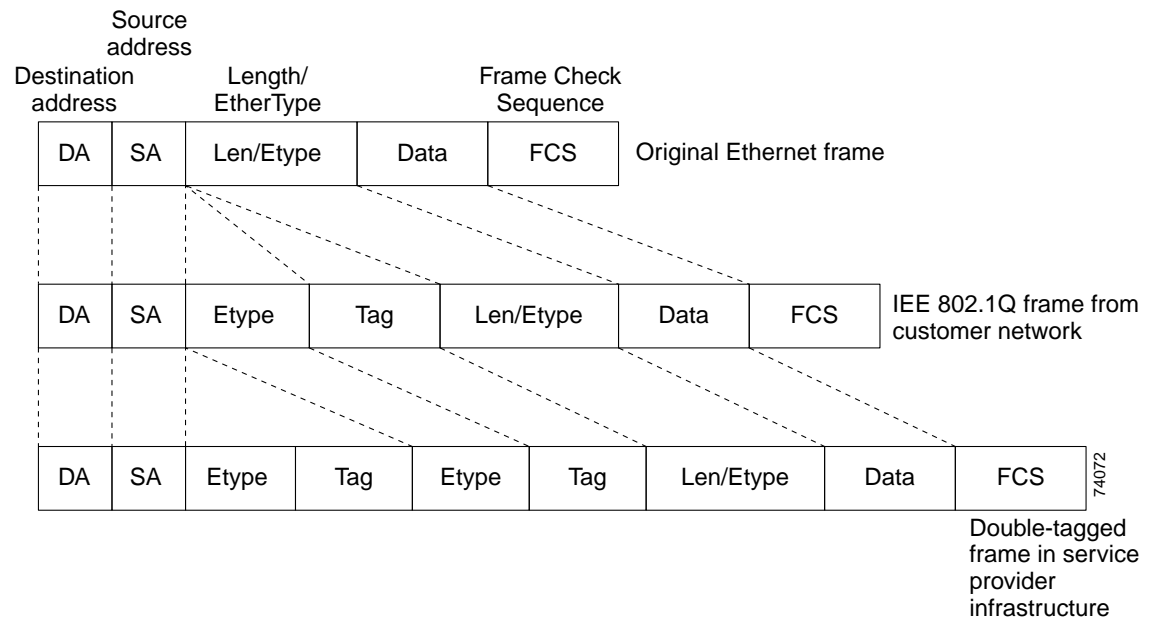 Source
address
Destination
address
Length/
EtherType
Frame Check
Sequence
DA SA Len/Etype Data FCS Original Ethernet frame
DA SA Etype Tag Len/Etype Data FCS
IEE 802.1Q frame from
customer network
DA SA Etype Tag Etype Tag Len/Etype Data FCS
74072
Double-tagged
frame in service
provider
infrastructure